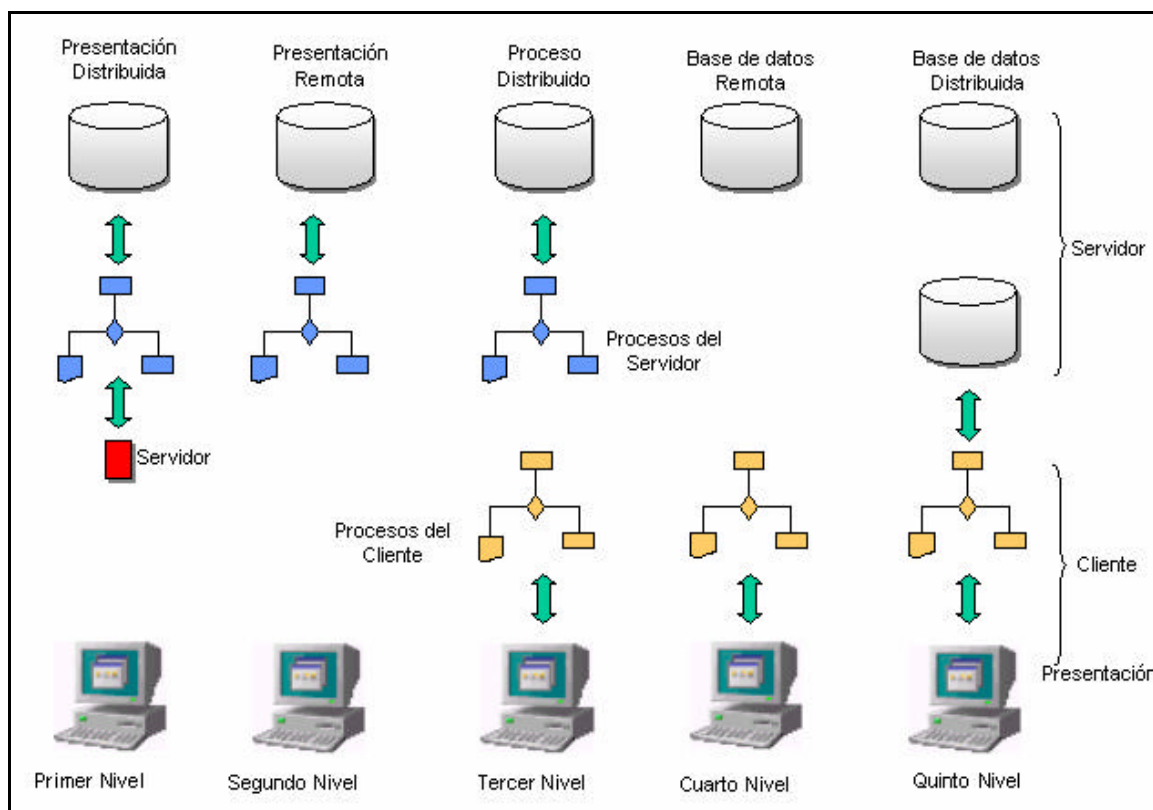 Presentación
Distribuida
Presentación
Remota
Proceso
Distribuido
Base de datos
Remota
Base de datos
Distribuida
Servidor
Procesos del
Servidor
Servidor
Procesos del
Cliente
Cliente
Presentación
Primer Nivel
Segundo Nivel
Tercer Nivel
Cuarto Nivel
Quinto Nivel